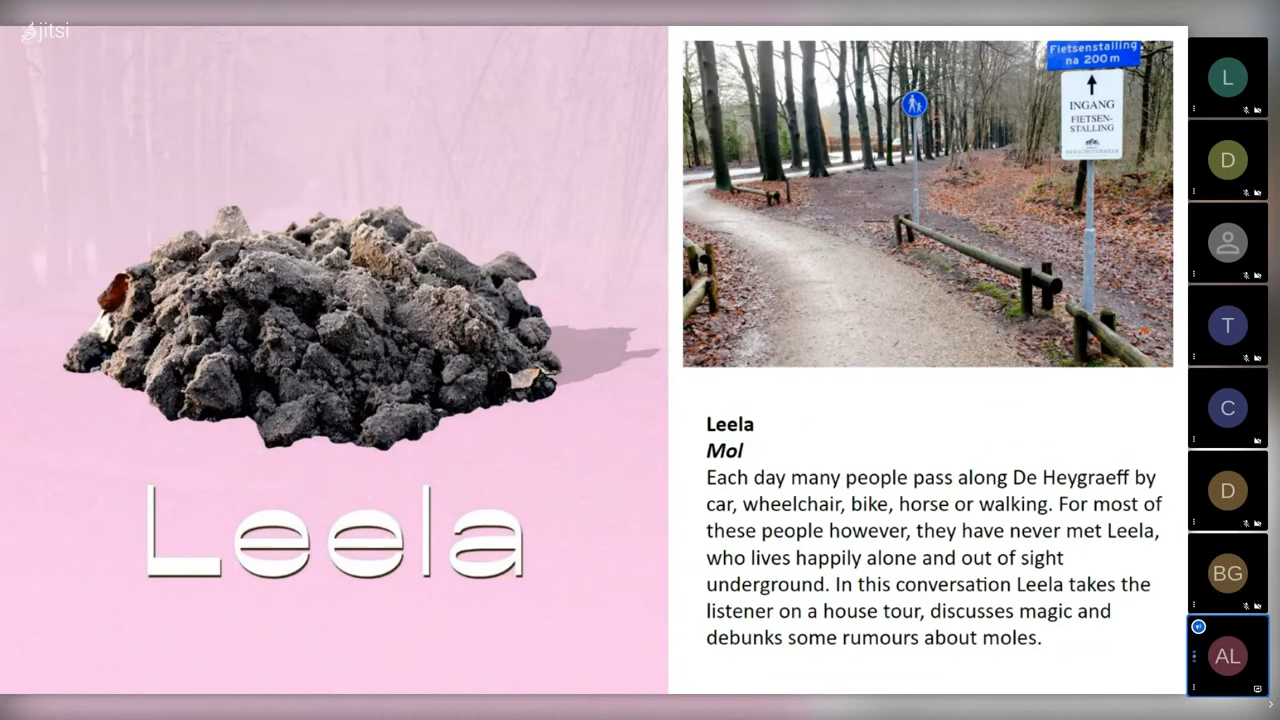 jitsi
Leela
Fietsenstalling
na 200 m
INGANG
FIETSEN-
STALLING
Leela
Mol
Each day many people pass along De Heygraeff by
car, wheelchair, bike, horse or walking. For most of
these people however, they have never met Leela,
who lives happily alone and out of sight
underground. In this conversation Leela takes the
listener on a house tour, discusses magic and
debunks some rumours about moles.
L
D
T
C
D
BG
AL